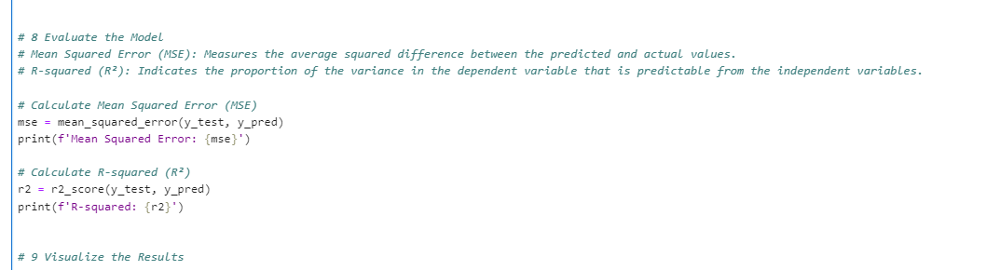 # 8 Evaluate the Model
# Mean Squared Error (MSE): Measures the average squared difference between the predicted and actual values.
# R-squared (R²): Indicates the proportion of the variance in the dependent variable that is predictable from the independent variables.
# Calculate Mean Squared Error (MSE)
mse = mean_squared_error(y_test, y_pred)
print(f'Mean Squared Error: {mse}')
# Calculate R-squared (R²)
r2 = r2_score(y_test, y_pred)
print(f'R-squared: {r2}')
# 9 Visualize the Results